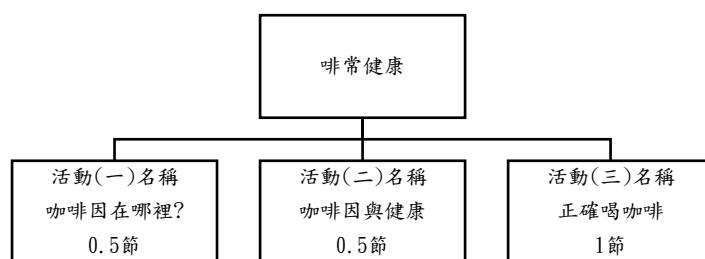 啡常健康
活動(一)名稱
咖啡因在哪裡?
0.5節
活動(二)名稱
咖啡因與健康
0.5節
活動(三)名稱
正確喝咖啡
1節